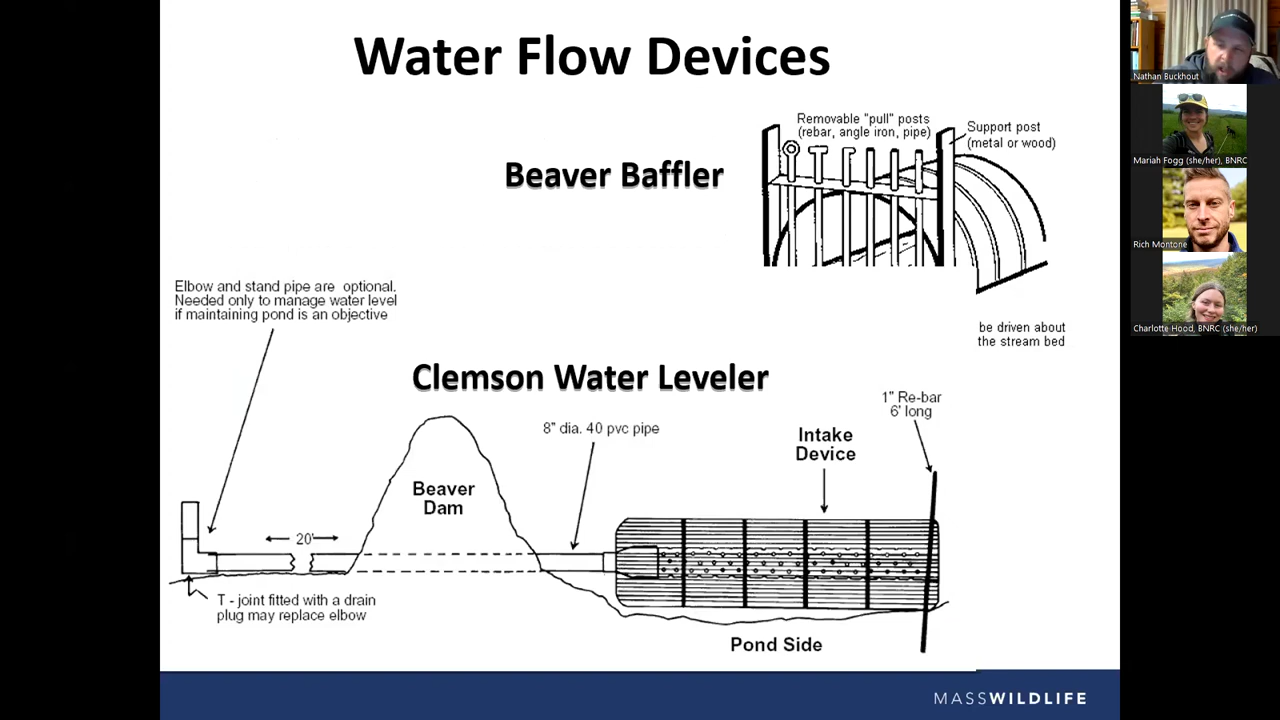 Water Flow Devices
Removable "pull" posts
(rebar, angle iron, pipe)
Support post
(metal or wood)
Beaver Baffler
Elbow and stand pipe are optional.
Needed only to manage water level
if maintaining pond is an objective
be driven about
the stream bed
Clemson Water Leveler
1" Re-bar
6' long
8" dia. 40 pvc pipe
Intake
Device
Beaver
Dam
20'
T - joint fitted with a drain
plug may replace elbow
Pond Side
MASSWILDLIFE
Nathan Buckhout
Mariah Fogg (she/her), BNRC
Rich Montone
Charlotte Hood, BNRC (she/her)